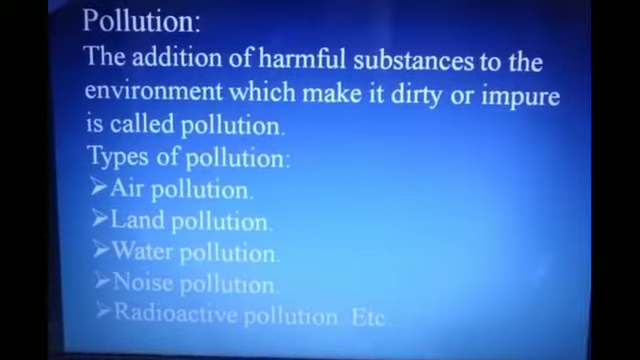 Pollution:
The addition of harmful substances to the
environment which make it dirty or impure
is called pollution.
Types of pollution:
➢Air pollution.
➢Land pollution.
➢Water pollution.
➢Noise pollution.
➢Radioactive pollution. Etc.